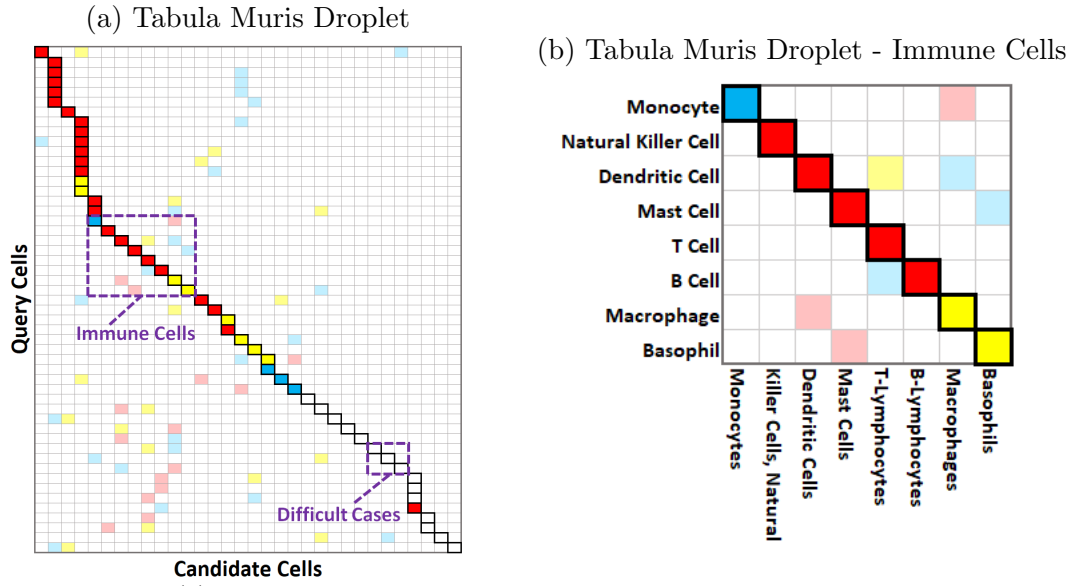 (a) Tabula Muris Droplet
Query Cells
Immune Cells
Difficult Cases
Candidate Cells
(b) Tabula Muris Droplet - Immune Cells
Monocyte
Natural Killer Cell
Dendritic Cell
Mast Cell
T Cell
B Cell
Macrophage
Basophil
Monocytes
Killer Cells, Natural
Dendritic Cells
Mast Cells
T-Lymphocytes
B-Lymphocytes
Macrophages
Basophils